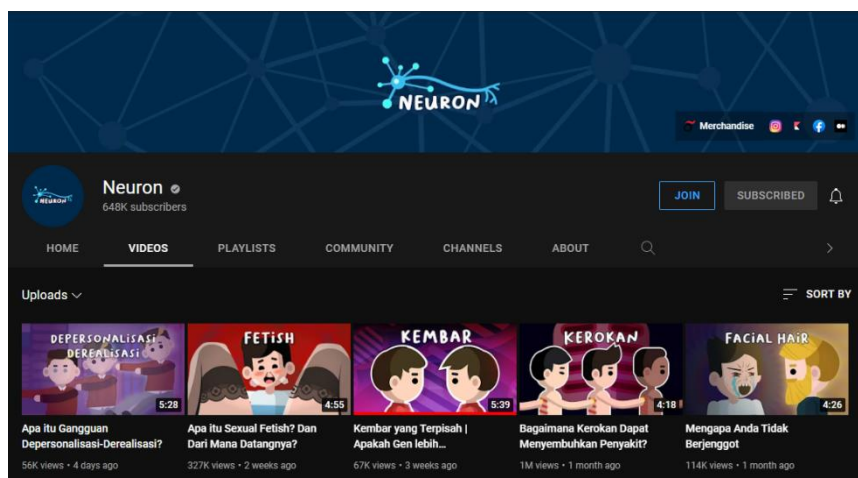 NEURON
Merchandise
NEURON
Neuron
648K subscribers
JOIN
SUBSCRIBED
HOME VIDEOS PLAYLISTS COMMUNITY CHANNELS ABOUT
Uploads
SORT BY
DEPERSONALISASI
DEREALISASI
5:28
FETISH
4:55
KEMBAR
5:39
KEROKAN
4:18
FACIAL HAIR
4:26
Apa itu Gangguan
Depersonalisasi-Derealisasi?
56K views • 4 days ago
Apa itu Sexual Fetish? Dan
Dari Mana Datangnya?
327K views • 2 weeks ago
Kembar yang Terpisah |
Apakah Gen lebih...
67K views • 3 weeks ago
Bagaimana Kerokan Dapat
Menyembuhkan Penyakit?
1M views • 1 month ago
Mengapa Anda Tidak
Berjenggot
114K views • 1 month ago